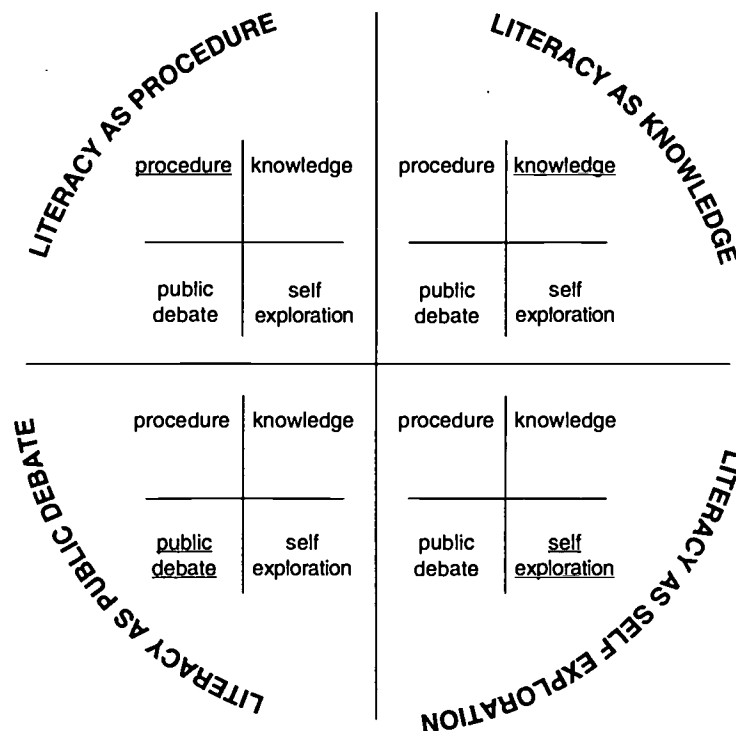 LITERACY AS PROCEDURE
LITERACY AS KNOWLEDGE
procedure knowledge
public debate self exploration
procedure knowledge
public debate self exploration
LITERACY AS PUBLIC DEBATE
LITERACY AS SELF EXPLORATION
procedure knowledge
public debate self exploration
procedure knowledge
public debate self exploration